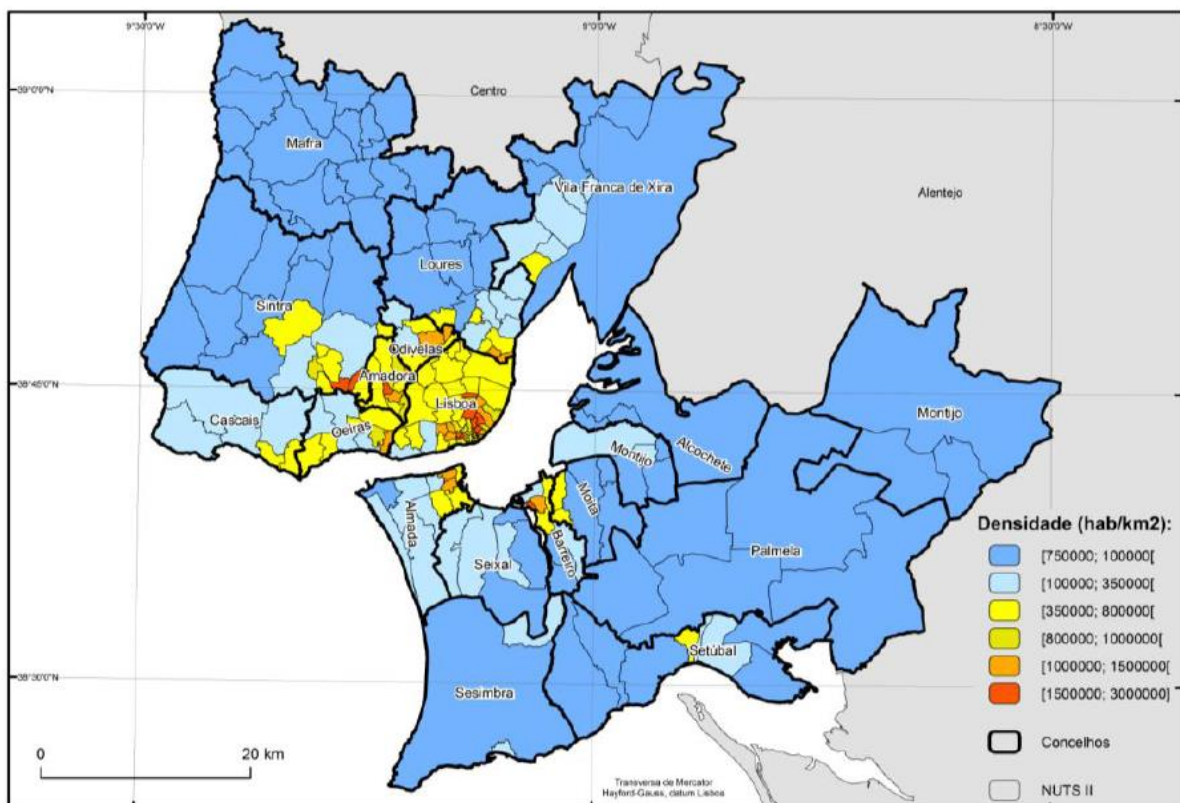 9°30'0"W
9°0'0"W
8°30'0"W
39°0'0"N
Centro
Mafra
Vila Franca de Xira
Alentejo
Loures
Sintra
Odivelas
38°45'0"N
Amadora
Lisboa
Cascais
Oeiras
Montijo
Montijo
Alcochete
Moita
Almada
Barreiro
Seixal
Palmela
Setúbal
38°30'0"N
Sesimbra
Densidade (hab/km2):
[750000; 100000[
[100000; 350000[
[350000; 800000[
[800000; 1000000[
[1000000; 1500000[
[1500000; 3000000]
Concelhos
NUTS II
0 20 km
Transversa de Mercator
Hayford-Gauss, datum Lisboa